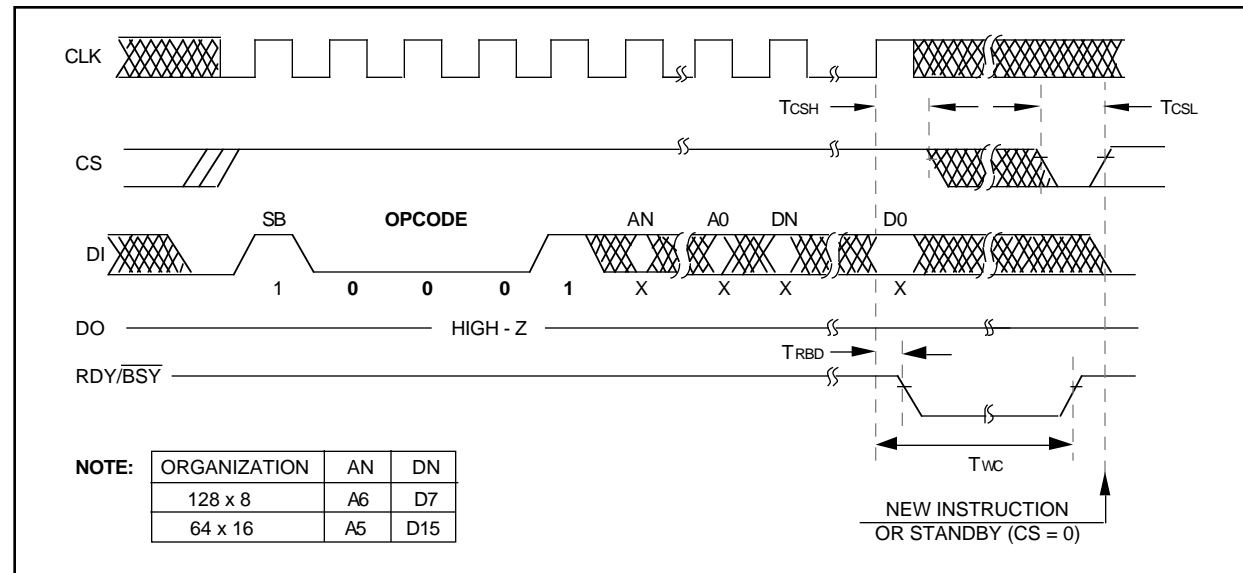 CLK
TCSH
TCSL
CS
SB OPCODE AN A0 DN D0
DI
1 0 0 0 1 X X X X
DO HIGH - Z
TRBD
RDY/BSY
TWC
NOTE: ORGANIZATION AN DN
128 x 8 A6 D7
64 x 16 A5 D15
NEW INSTRUCTION
OR STANDBY (CS = 0)